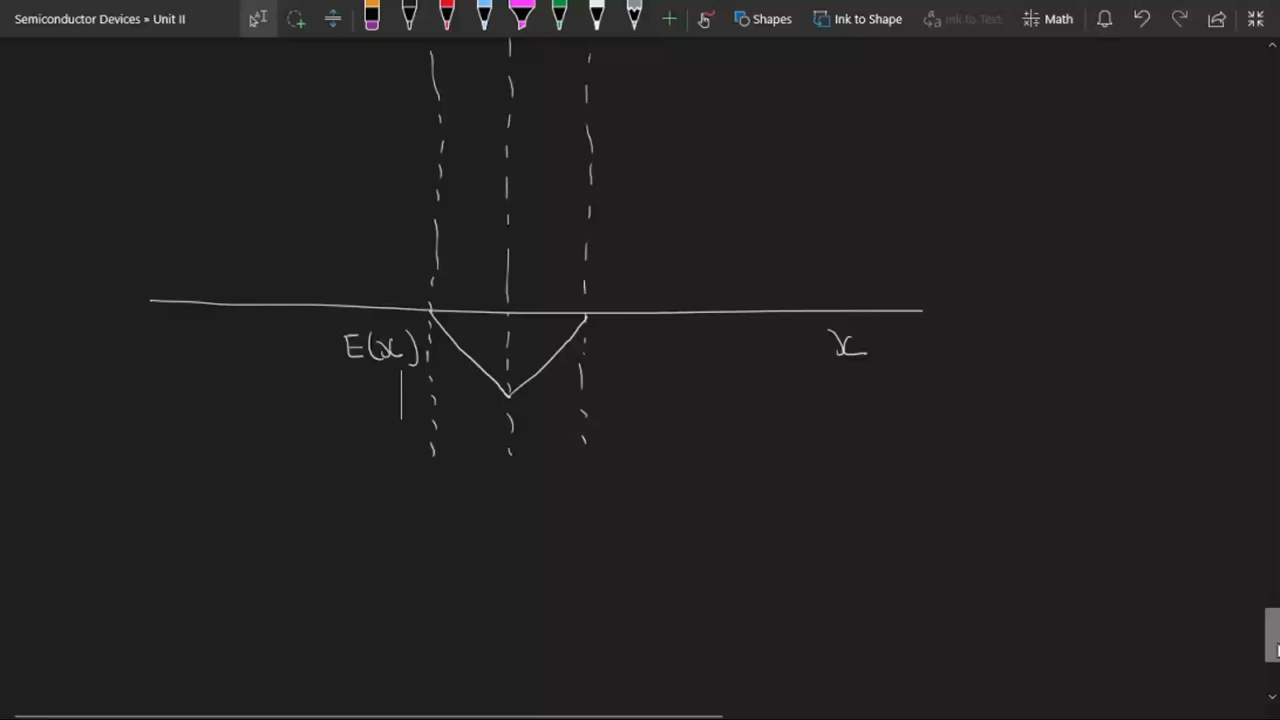 Semiconductor Devices » Unit II
Shapes
Ink to Shape
Ink to Text
Math
E(x)
x